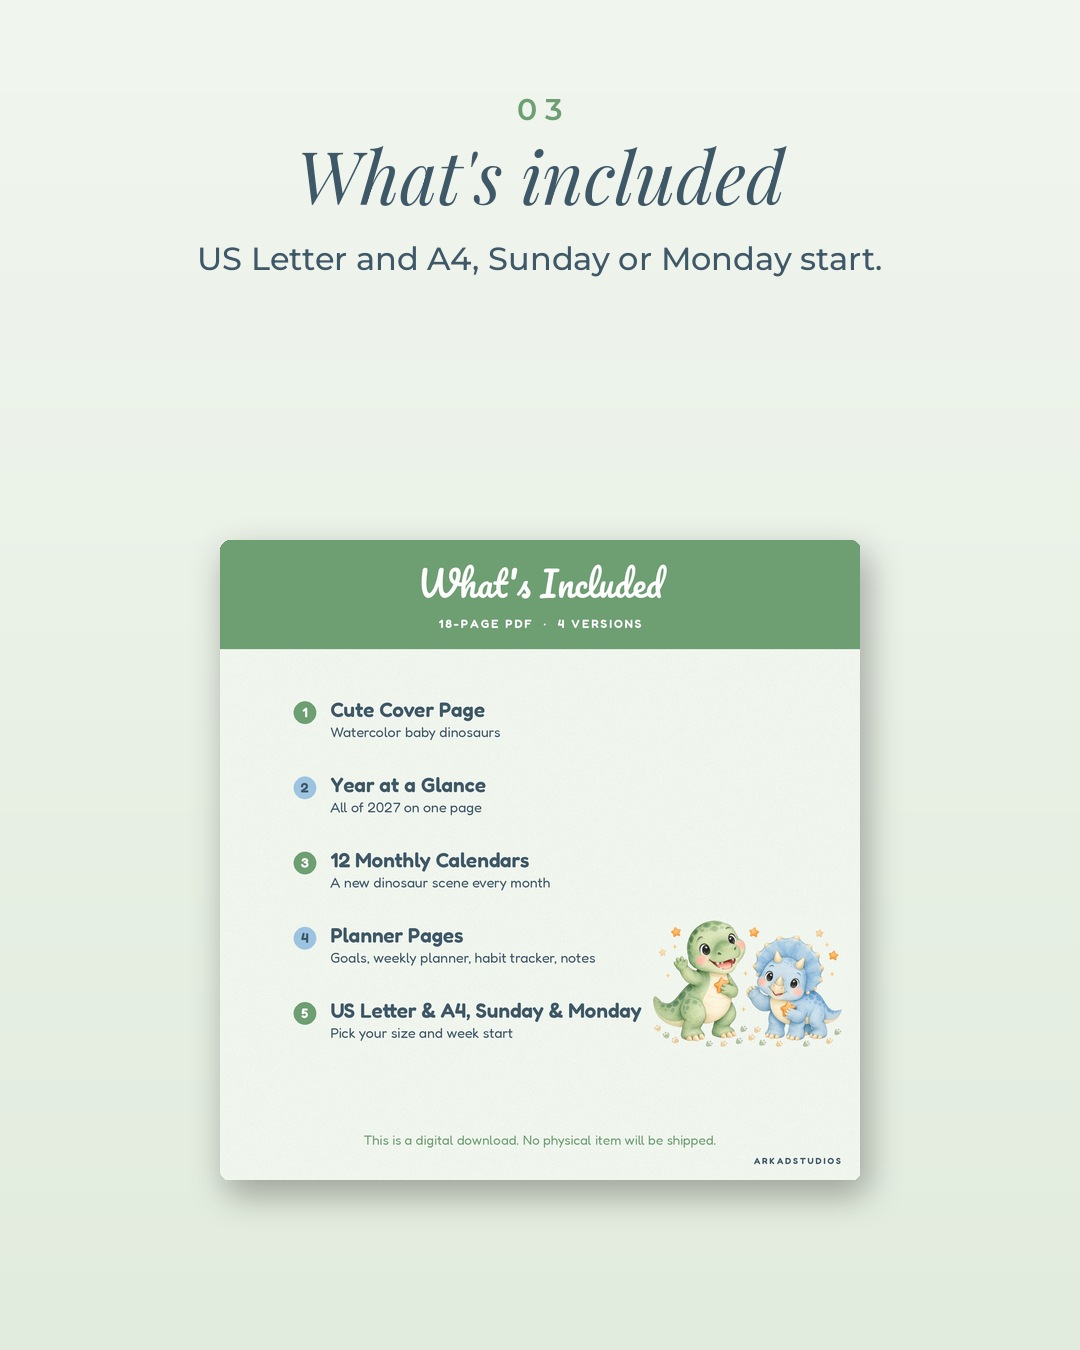 03
What's included
US Letter and A4, Sunday or Monday start.
What's Included
18-PAGE PDF · 4 VERSIONS
1 Cute Cover Page
Watercolor baby dinosaurs
2 Year at a Glance
All of 2027 on one page
3 12 Monthly Calendars
A new dinosaur scene every month
4 Planner Pages
Goals, weekly planner, habit tracker, notes
5 US Letter & A4, Sunday & Monday
Pick your size and week start
This is a digital download. No physical item will be shipped.
ARKADSTUDIOS